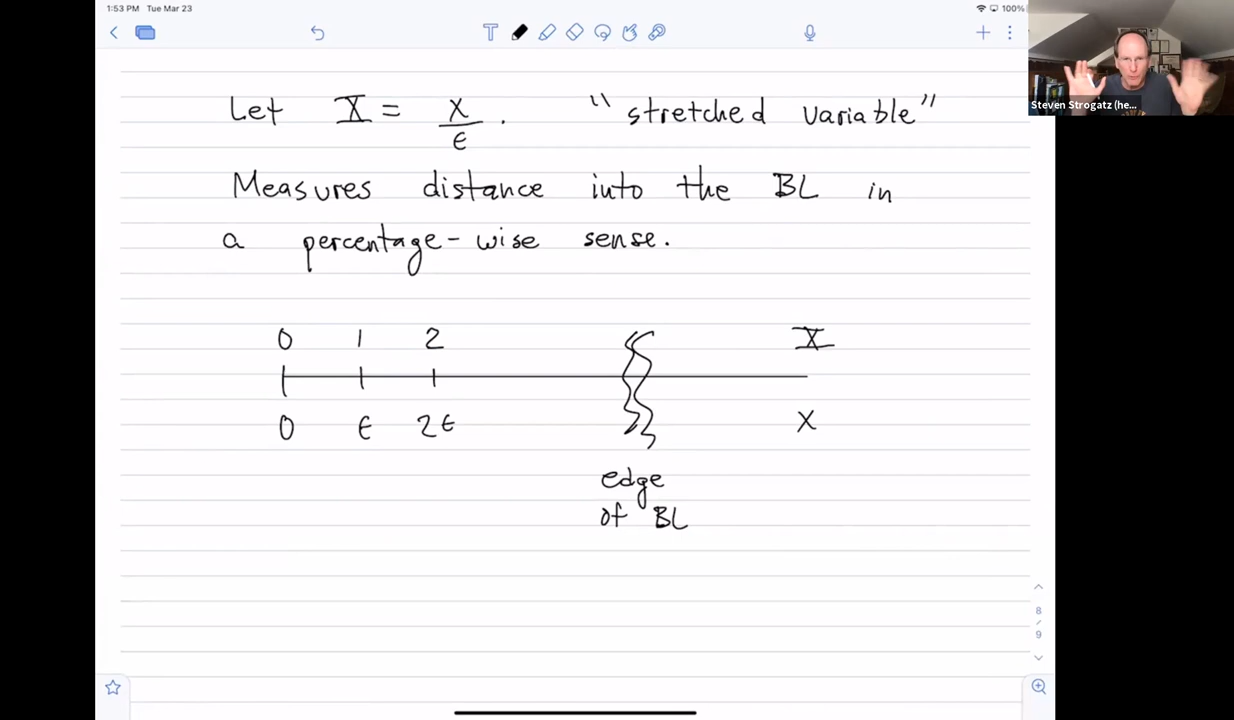 1:53 PM Tue Mar 23
100%
Steven Strogatz (he...
Let X = x/ϵ . "stretched variable"
Measures distance into the BL in
a percentage-wise sense.
0 1 2 X
0 ϵ 2ϵ x
edge
of BL
8
/
9